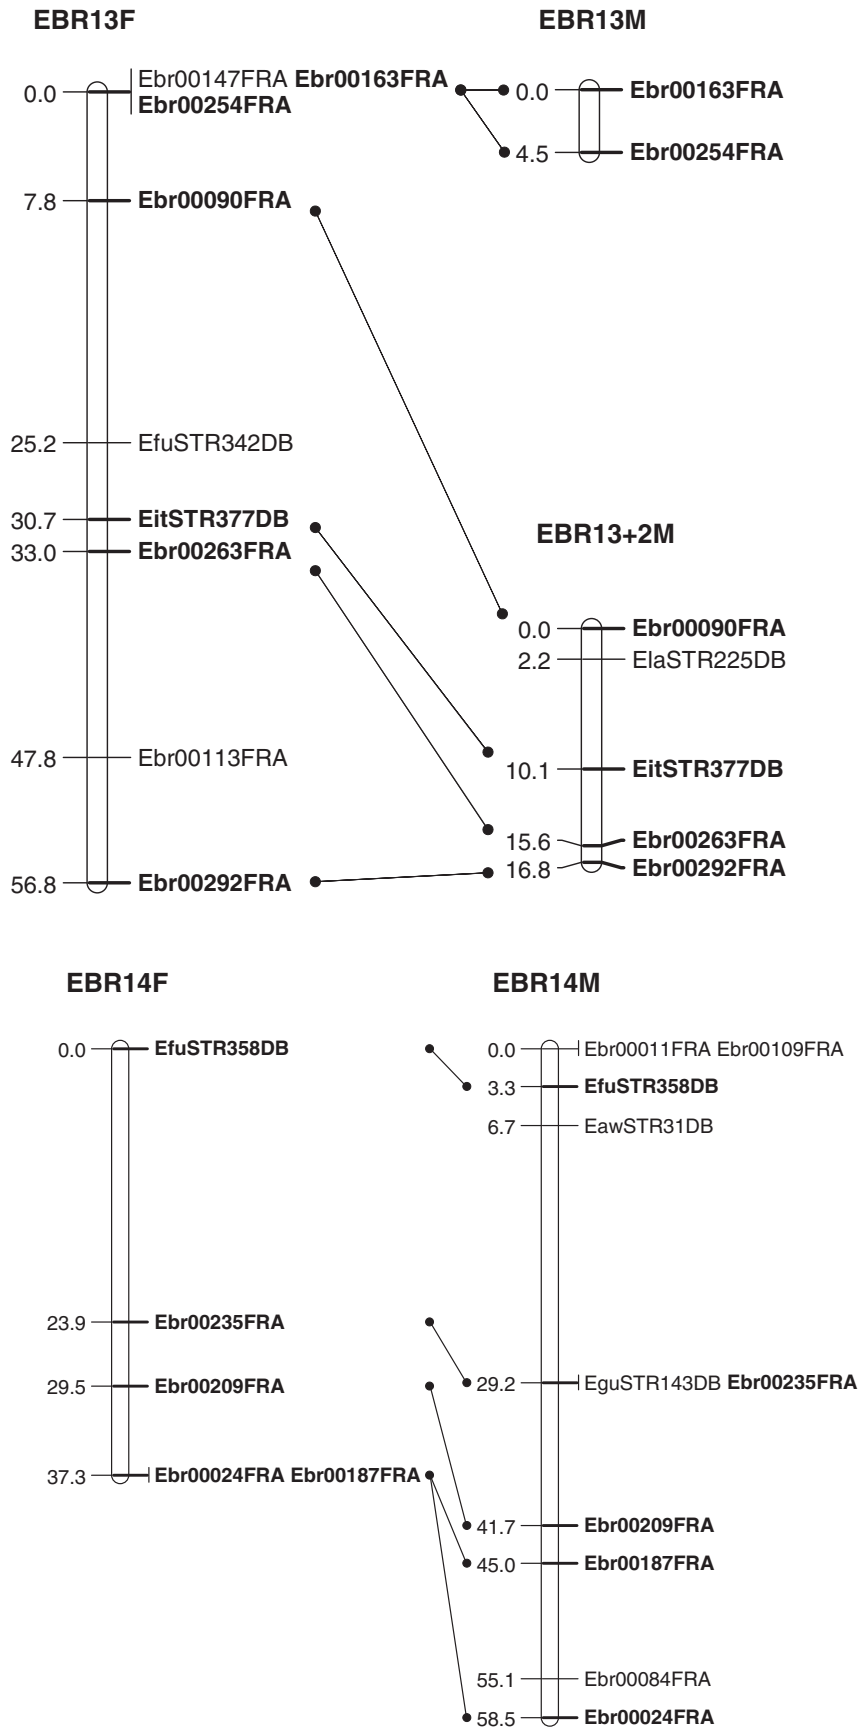 EBR13F
0.0 Ebr00147FRA Ebr00163FRA
Ebr00254FRA
7.8 Ebr00090FRA
25.2 EfuSTR342DB
30.7 EitSTR377DB
33.0 Ebr00263FRA
47.8 Ebr00113FRA
56.8 Ebr00292FRA
EBR13M
0.0 Ebr00163FRA
4.5 Ebr00254FRA
EBR13+2M
0.0 Ebr00090FRA
2.2 ElaSTR225DB
10.1 EitSTR377DB
15.6 Ebr00263FRA
16.8 Ebr00292FRA
EBR14F
0.0 EfuSTR358DB
23.9 Ebr00235FRA
29.5 Ebr00209FRA
37.3 Ebr00024FRA Ebr00187FRA
EBR14M
0.0 Ebr00011FRA Ebr00109FRA
3.3 EfuSTR358DB
6.7 EawSTR31DB
29.2 EguSTR143DB Ebr00235FRA
41.7 Ebr00209FRA
45.0 Ebr00187FRA
55.1 Ebr00084FRA
58.5 Ebr00024FRA